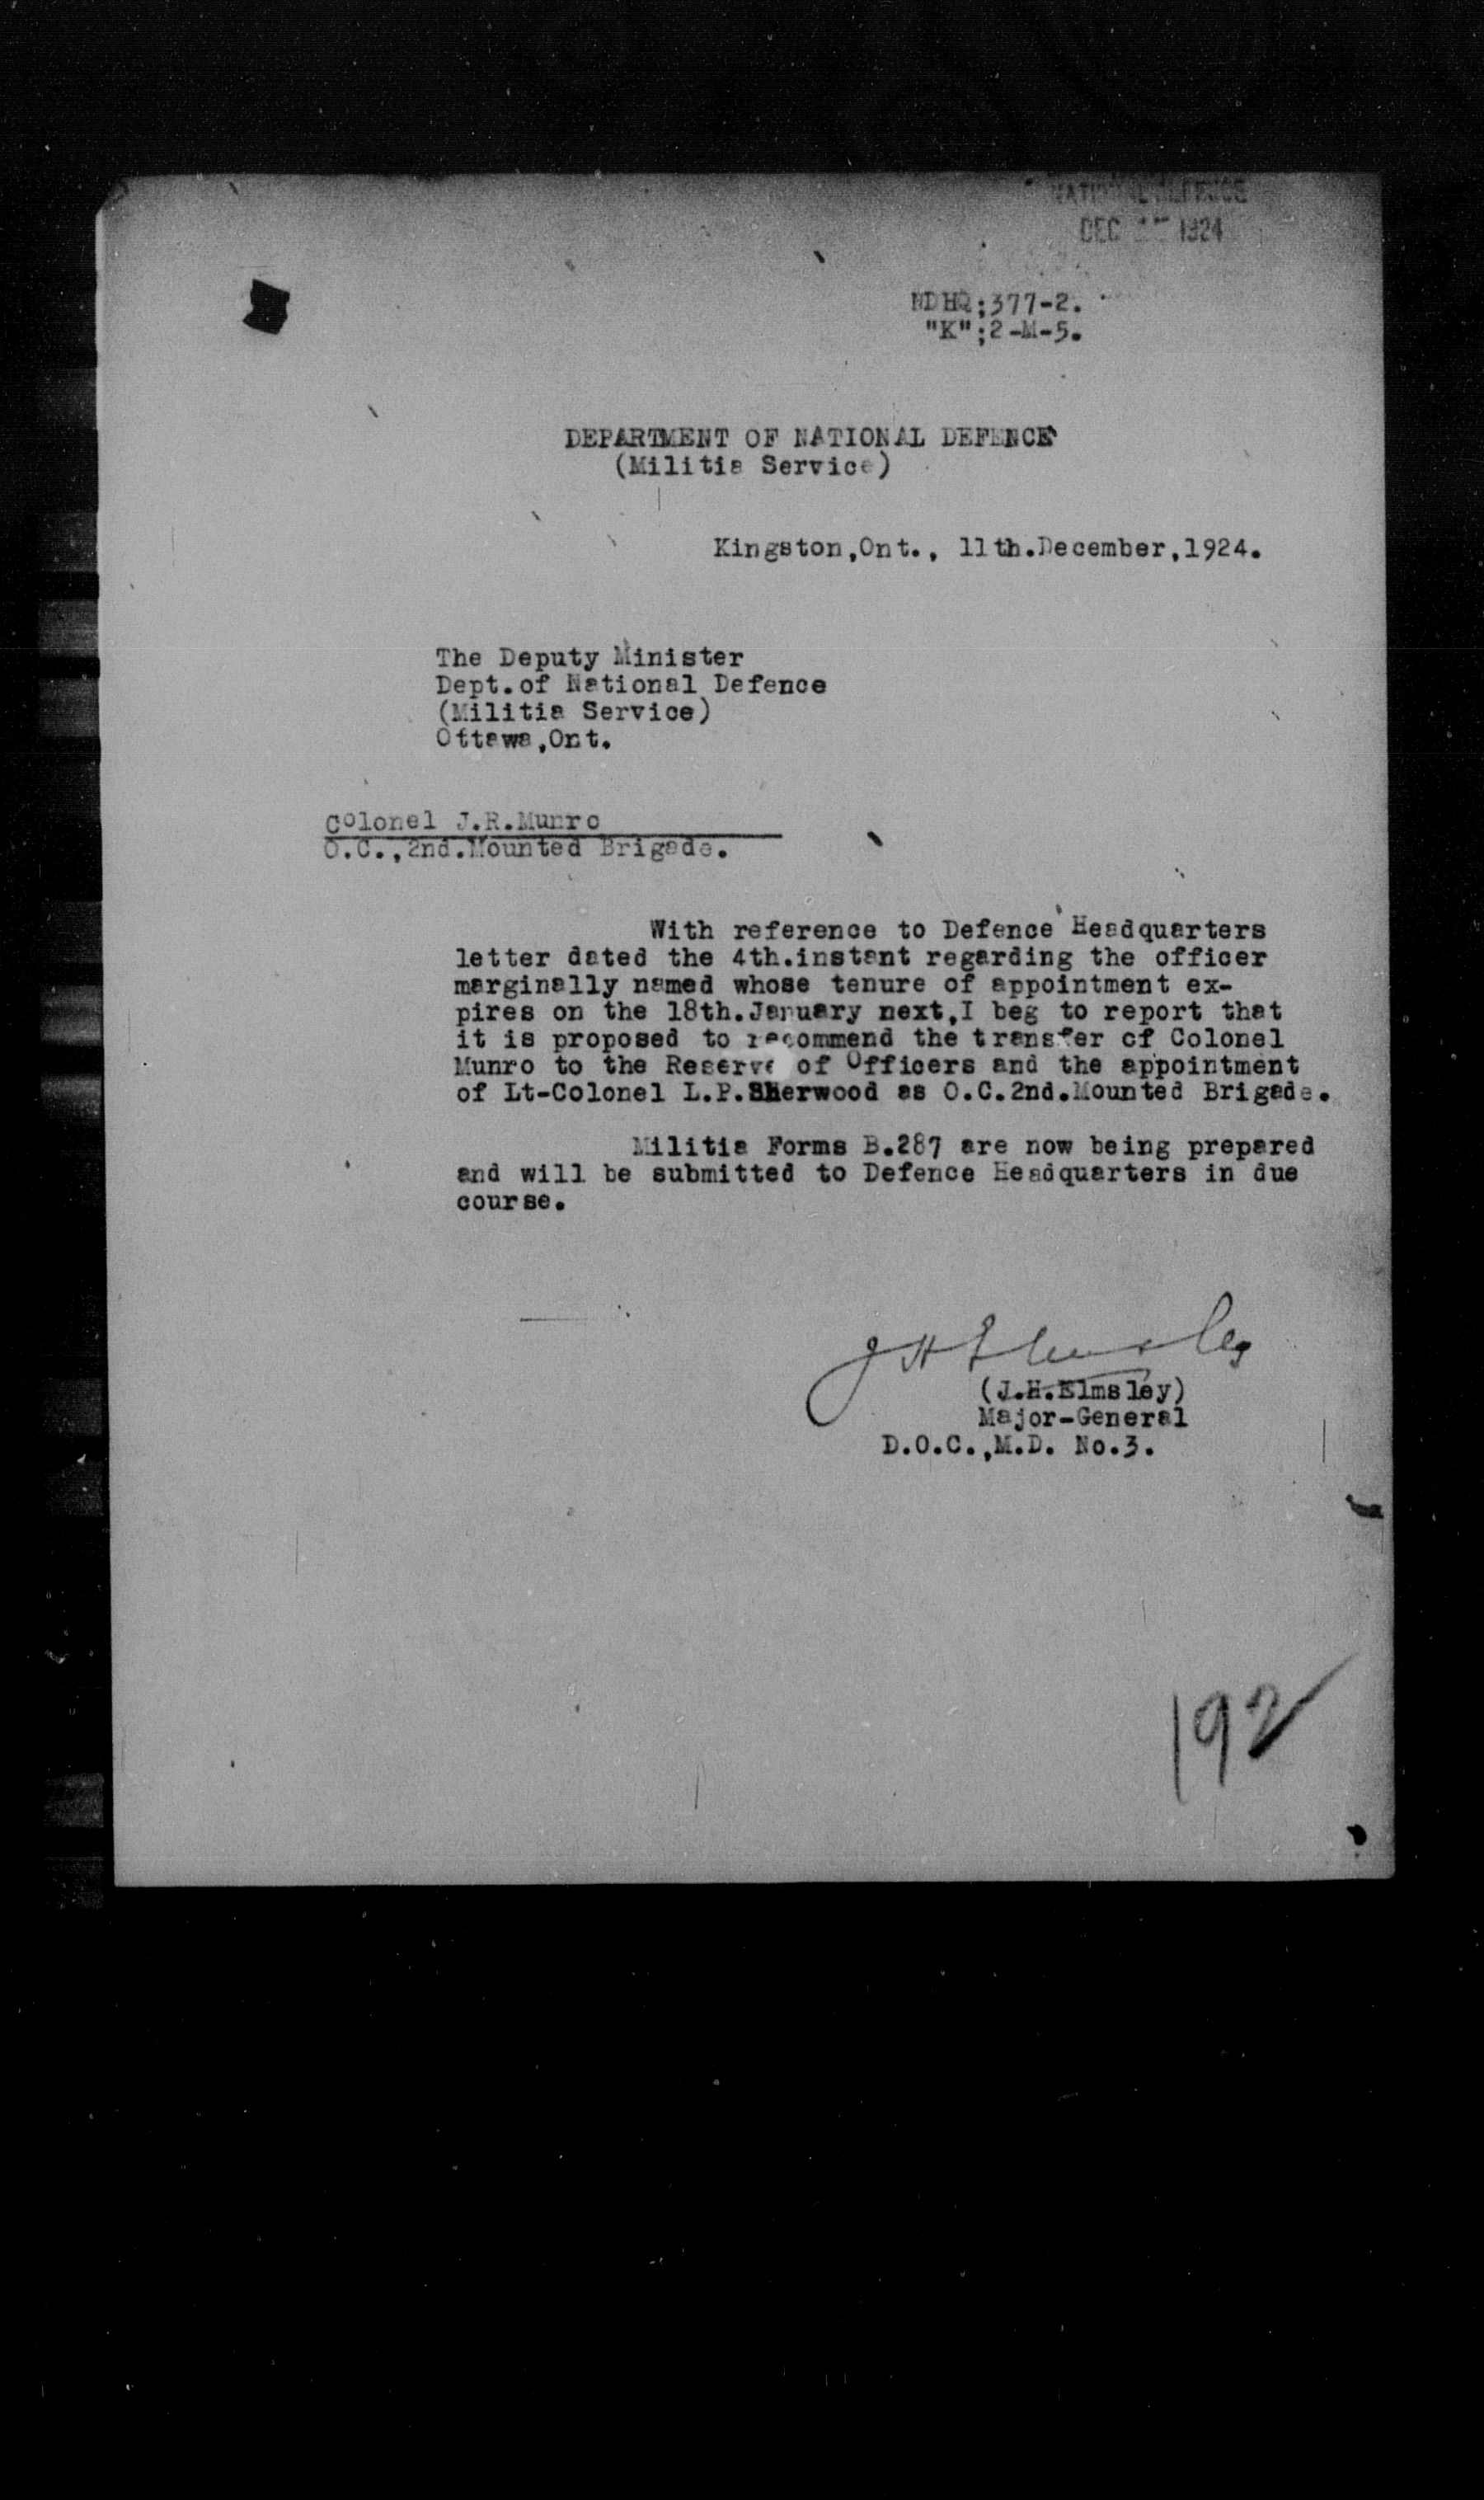 NATIONAL DEFENCE
DEC 1924
NDHQ;377-2.
"K";2-M-5.
DEPARTMENT OF NATIONAL DEFENCE
(Militia Service)
Kingston,Ont., 11th.December,1924.
The Deputy Minister
Dept.of National Defence
(Militia Service)
Ottawa,Ont.
Colonel J.R.Munro
O.C.,2nd.Mounted Brigade.
With reference to Defence Headquarters
letter dated the 4th.instant regarding the officer
marginally named whose tenure of appointment ex-
pires on the 18th.January next,I beg to report that
it is proposed to recommend the transfer of Colonel
Munro to the Reserve of Officers and the appointment
of Lt-Colonel L.P.Sherwood as O.C.2nd.Mounted Brigade.
Militia Forms B.287 are now being prepared
and will be submitted to Defence Headquarters in due
course.
J H Elmsley
(J.H.Elmsley)
Major-General
D.O.C.,M.D. No.3.
192